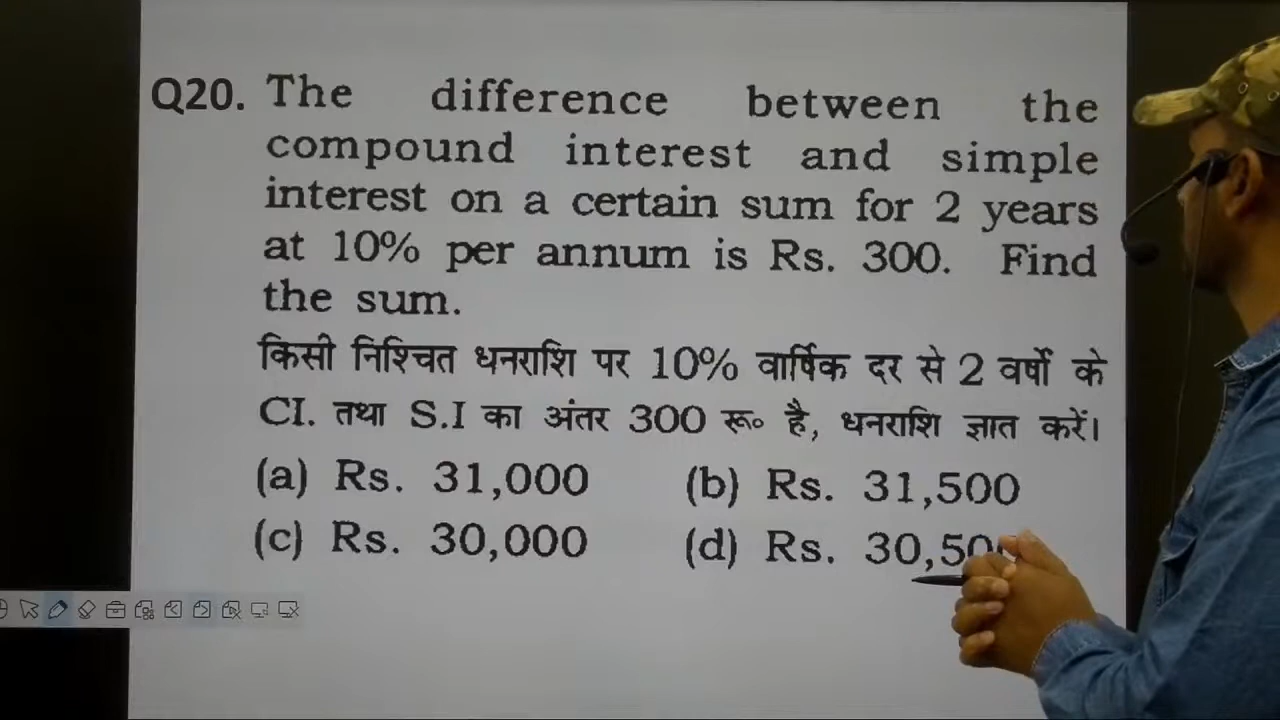 Q20. The difference between the
compound interest and simple
interest on a certain sum for 2 years
at 10% per annum is Rs. 300. Find
the sum.
किसी निश्चित धनराशि पर 10% वार्षिक दर से 2 वर्षों के
CI. तथा S.I का अंतर 300 रू० है, धनराशि ज्ञात करें।
(a) Rs. 31,000 (b) Rs. 31,500
(c) Rs. 30,000 (d) Rs.